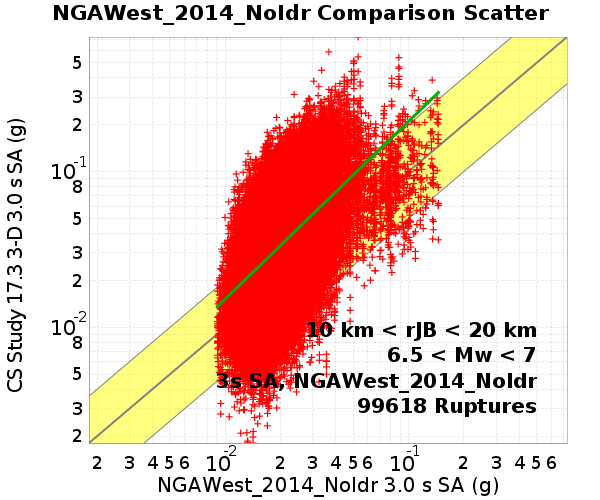 NGAWest_2014_NoIdr Comparison Scatter
CS Study 17.3 3-D 3.0 s SA (g)
5
3
2
10-1
8
5
3
2
10-2
8
5
3
2
10 km < rJB < 20 km
6.5 < Mw < 7
3s SA, NGAWest_2014_NoIdr
99618 Ruptures
2 3 4 5 6 10-2 2 3 4 5 6 10-1 2 3 4 5 6
NGAWest_2014_NoIdr 3.0 s SA (g)